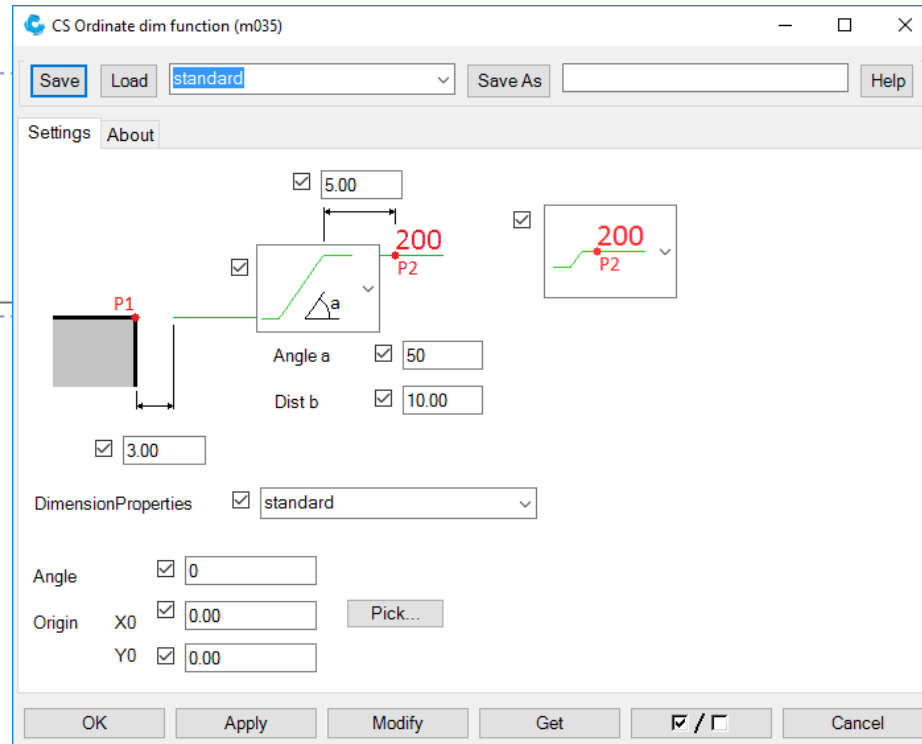 CS Ordinate dim function (m035)
Save Load standard Save As Help
Settings About
5.00
200
P2
200
P2
a
P1
Angle a 50
Dist b 10.00
3.00
DimensionProperties standard
Angle 0
Origin X0 0.00 Pick...
Y0 0.00
OK Apply Modify Get / Cancel